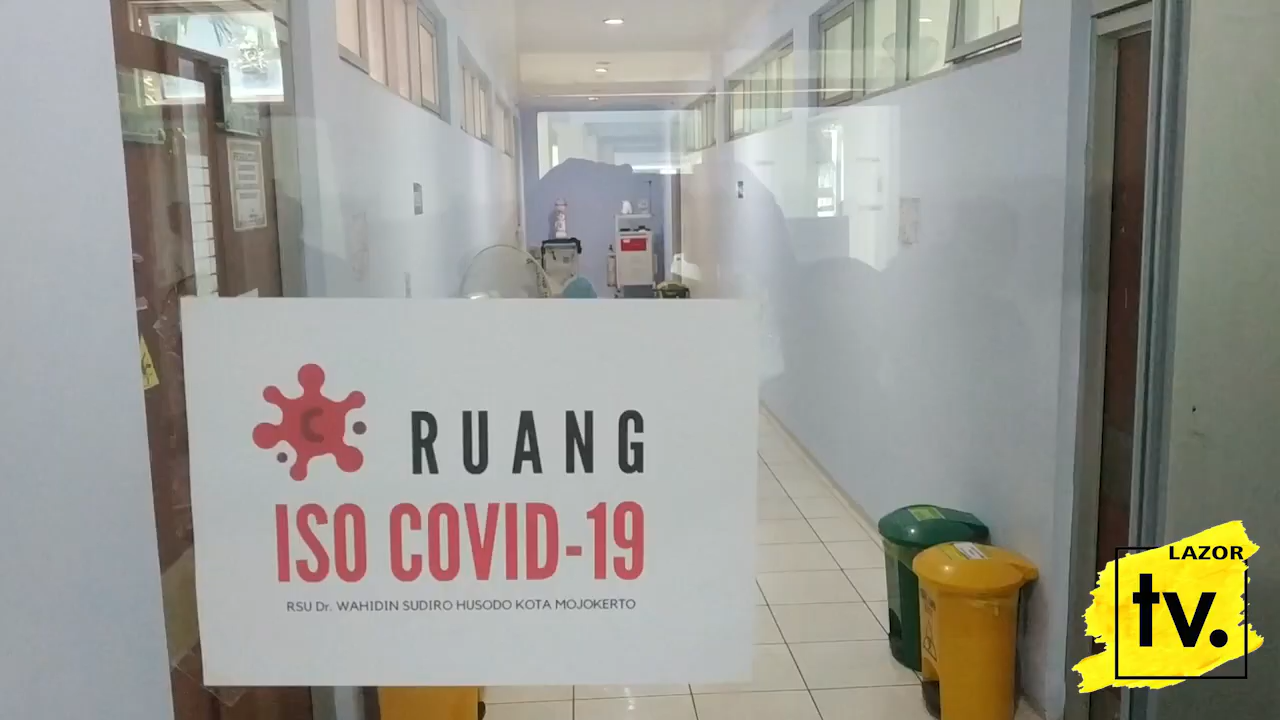 C
RUANG
ISO COVID-19
RSU Dr. WAHIDIN SUDIRO HUSODO KOTA MOJOKERTO
LAZOR
tv.